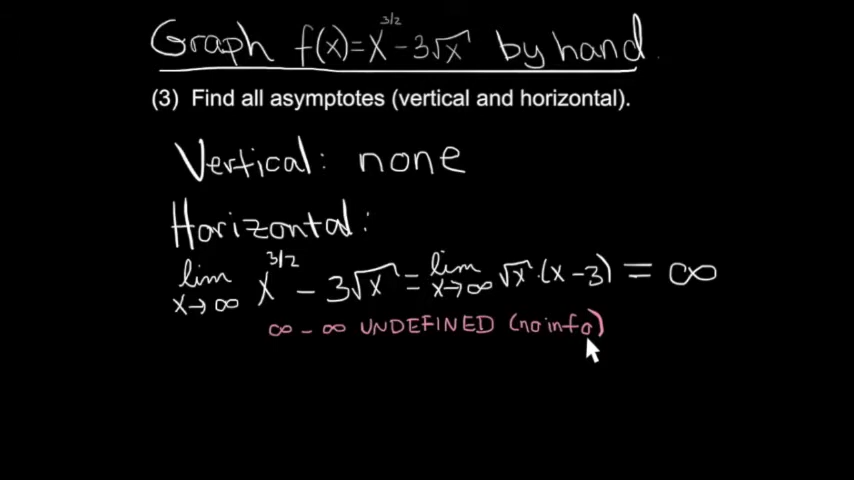 Graph f(x)=x^{3/2}-3√x by hand.
(3) Find all asymptotes (vertical and horizontal).
Vertical: none
Horizontal:
lim x→∞ x^{3/2} - 3√x = lim x→∞ √x·(x-3) = ∞
∞ - ∞ UNDEFINED (no info)